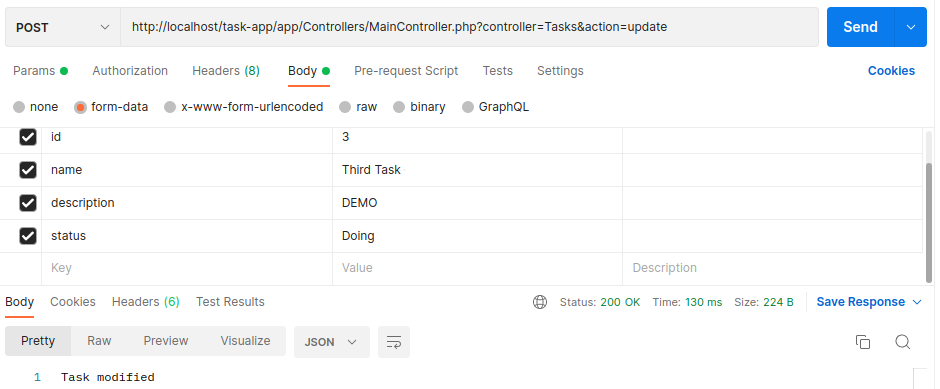 POST http://localhost/task-app/app/Controllers/MainController.php?controller=Tasks&action=update Send
Params Authorization Headers (8) Body Pre-request Script Tests Settings Cookies
none form-data x-www-form-urlencoded raw binary GraphQL
id 3
name Third Task
description DEMO
status Doing
Key Value Description
Body Cookies Headers (6) Test Results Status: 200 OK Time: 130 ms Size: 224 B Save Response
Pretty Raw Preview Visualize JSON
1 Task modified